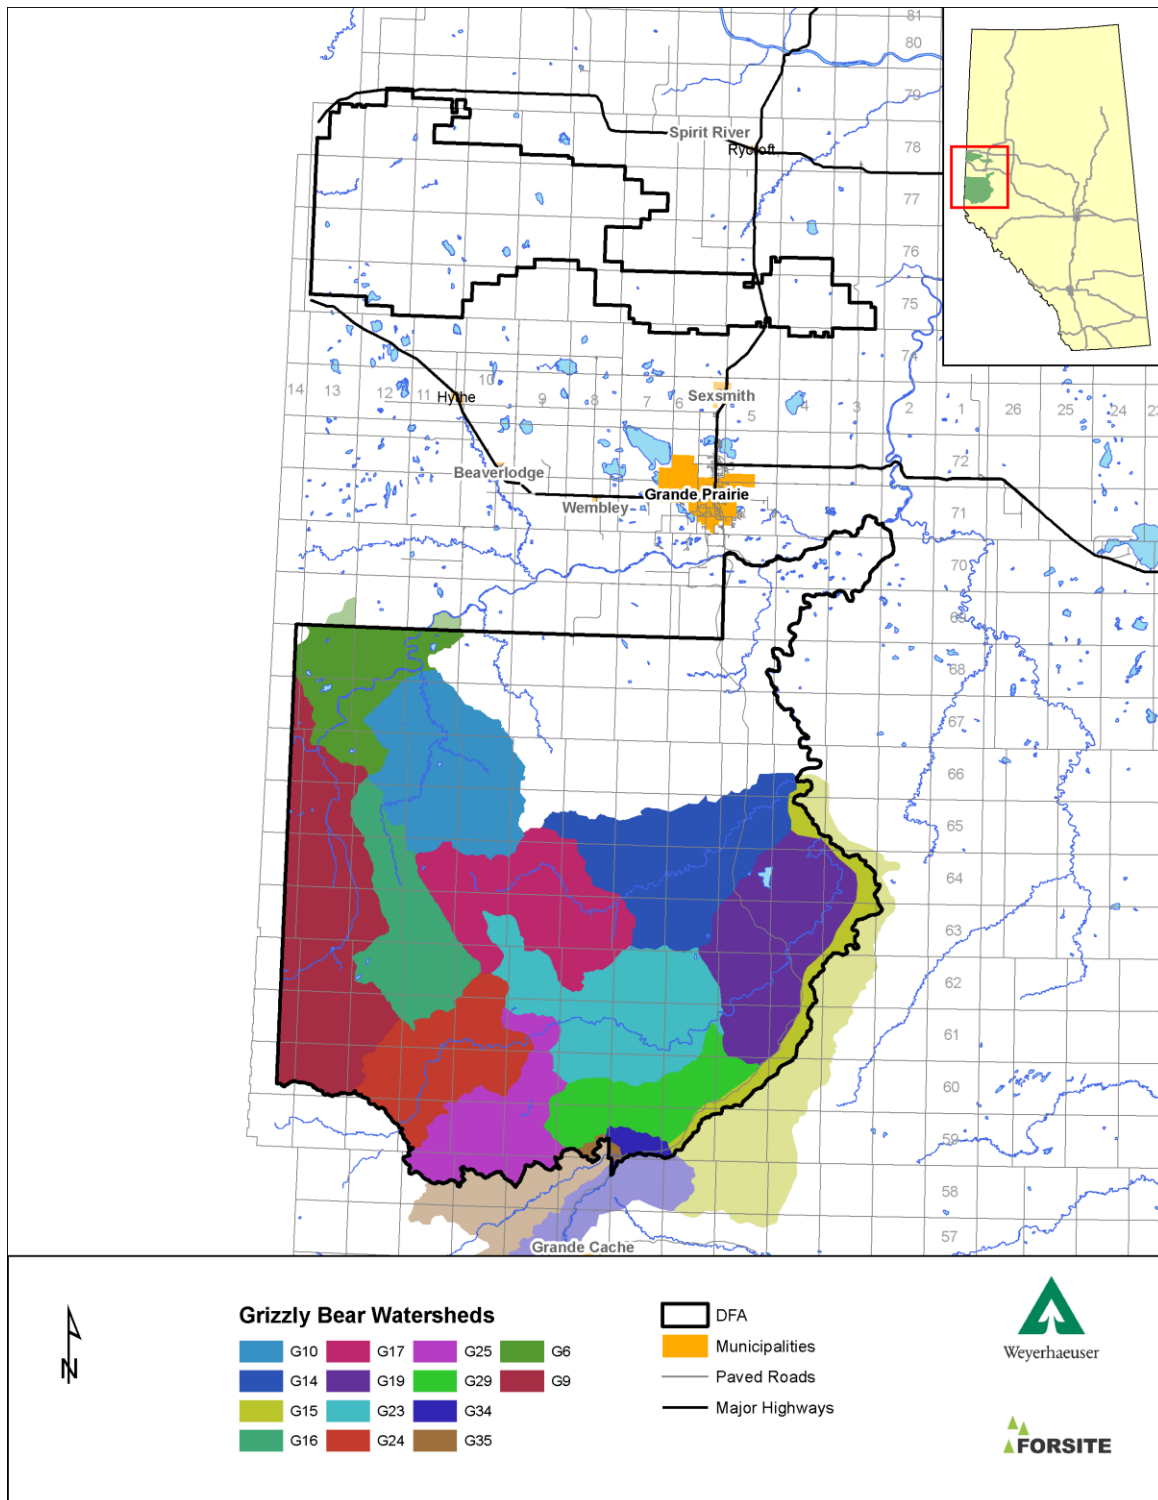 81
80
79
Spirit River
Rycroft
78
77
76
75
74
14 13 12 11 10 9 8 7 6 5 4 3 2 1 26 25 24 23
Hythe
Sexsmith
72
Beaverlodge
Grande Prairie
Wembley
71
70
69
68
67
66
65
64
63
62
61
60
59
58
57
Grande Cache
N
Grizzly Bear Watersheds
G10 G17 G25 G6
G14 G19 G29 G9
G15 G23 G34
G16 G24 G35
DFA
Municipalities
Paved Roads
Major Highways
Weyerhaeuser
FORSITE